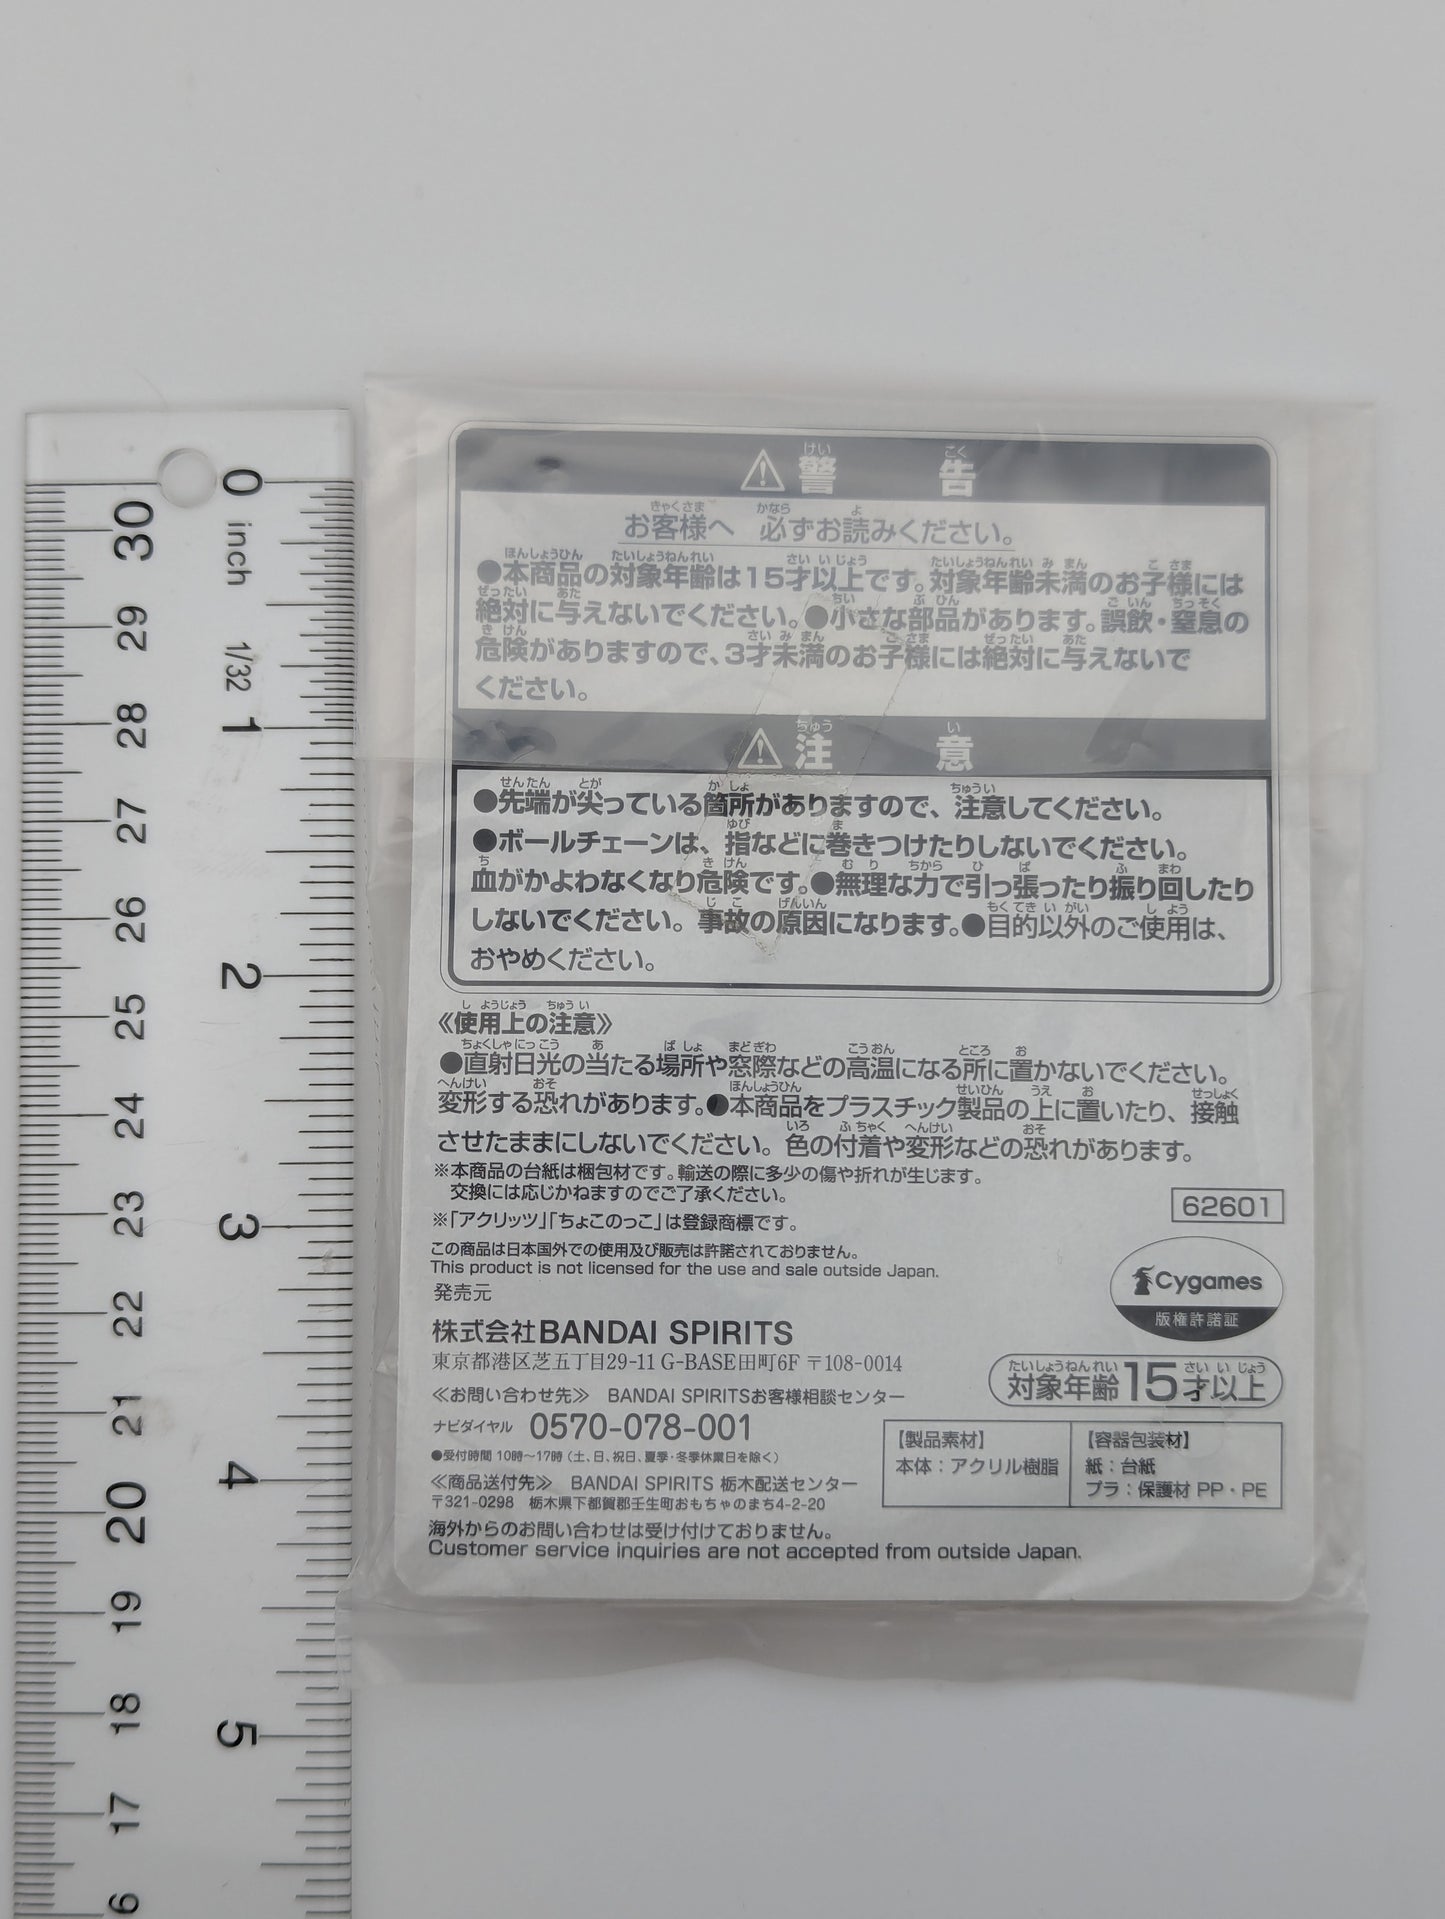 ⚠警告
お客様へ 必ずお読みください。
●本商品の対象年齢は15才以上です。対象年齢未満のお子様には
絶対に与えないでください。●小さな部品があります。誤飲・窒息の
危険がありますので、3才未満のお子様には絶対に与えないで
ください。
⚠注意
●先端が尖っている箇所がありますので、注意してください。
●ボールチェーンは、指などに巻きつけたりしないでください。
血がかよわなくなり危険です。●無理な力で引っ張ったり振り回したり
しないでください。事故の原因になります。●目的以外のご使用は、
おやめください。
《使用上の注意》
●直射日光の当たる場所や窓際などの高温になる所に置かないでください。
変形する恐れがあります。●本商品をプラスチック製品の上に置いたり、接触
させたままにしないでください。色の付着や変形などの恐れがあります。
※本商品の台紙は梱包材です。輸送の際に多少の傷や折れが生じます。
交換には応じかねますのでご了承ください。
62601
※「アクリッツ」「ちょこのっこ」は登録商標です。
この商品は日本国外での使用及び販売は許諾されておりません。
This product is not licensed for the use and sale outside Japan.
Cygames
版権許諾証
発売元
株式会社BANDAI SPIRITS
東京都港区芝五丁目29-11 G-BASE田町6F 〒108-0014
対象年齢15才以上
≪お問い合わせ先≫ BANDAI SPIRITSお客様相談センター
ナビダイヤル 0570-078-001
●受付時間 10時〜17時（土、日、祝日、夏季・冬季休業日を除く）
≪商品送付先≫ BANDAI SPIRITS 栃木配送センター
〒321-0298 栃木県下都賀郡壬生町おもちゃのまち4-2-20
【製品素材】
本体：アクリル樹脂
【容器包装材】
紙：台紙
プラ：保護材 PP・PE
海外からのお問い合わせは受け付けておりません。
Customer service inquiries are not accepted from outside Japan.
0 inch 1/32 1 2 3 4 5
30 29 28 27 26 25 24 23 22 21 20 19 18 17 6